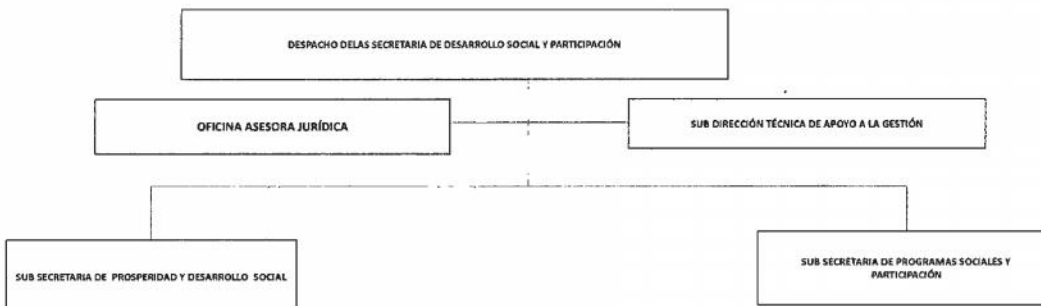 DESPACHO DELAS SECRETARIA DE DESARROLLO SOCIAL Y PARTICIPACIÓN
OFICINA ASESORA JURÍDICA
SUB DIRECCIÓN TÉCNICA DE APOYO A LA GESTIÓN
SUB SECRETARIA DE PROSPERIDAD Y DESARROLLO SOCIAL
SUB SECRETARIA DE PROGRAMAS SOCIALES Y
PARTICIPACIÓN